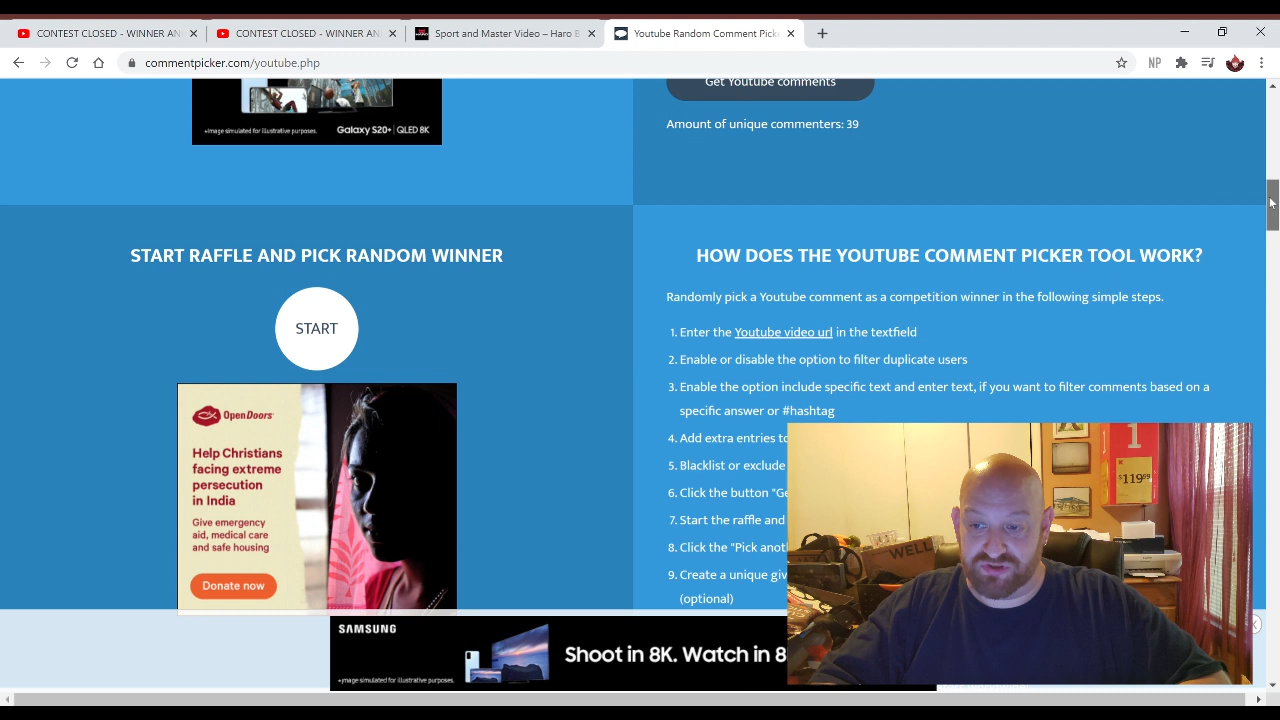 CONTEST CLOSED - WINNER AN
CONTEST CLOSED - WINNER AN
Sport and Master Video – Haro B
Youtube Random Comment Picke
commentpicker.com/youtube.php
NP
Get Youtube comments
+Image simulated for illustrative purposes.
Galaxy S20+ | QLED 8K
Amount of unique commenters: 39
START RAFFLE AND PICK RANDOM WINNER
START
OpenDoors
Help Christians
facing extreme
persecution
in India
Give emergency
aid, medical care
and safe housing
Donate now
HOW DOES THE YOUTUBE COMMENT PICKER TOOL WORK?
Randomly pick a Youtube comment as a competition winner in the following simple steps.
1. Enter the Youtube video url in the textfield
2. Enable or disable the option to filter duplicate users
3. Enable the option include specific text and enter text, if you want to filter comments based on a
specific answer or #hashtag
4. Add extra entries to
5. Blacklist or exclude
6. Click the button "Ge
7. Start the raffle and
8. Click the "Pick anot
9. Create a unique giv
(optional)
1
$119
WELL
SAMSUNG
Shoot in 8K. Watch in 8
+Image simulated for illustrative purposes.